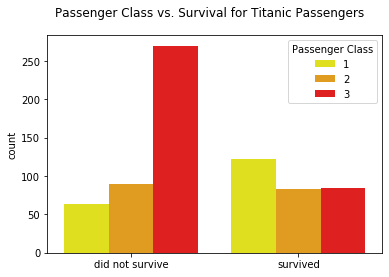 Passenger Class vs. Survival for Titanic Passengers
Passenger Class
1
2
3
250
200
150
100
50
0
count
did not survive
survived